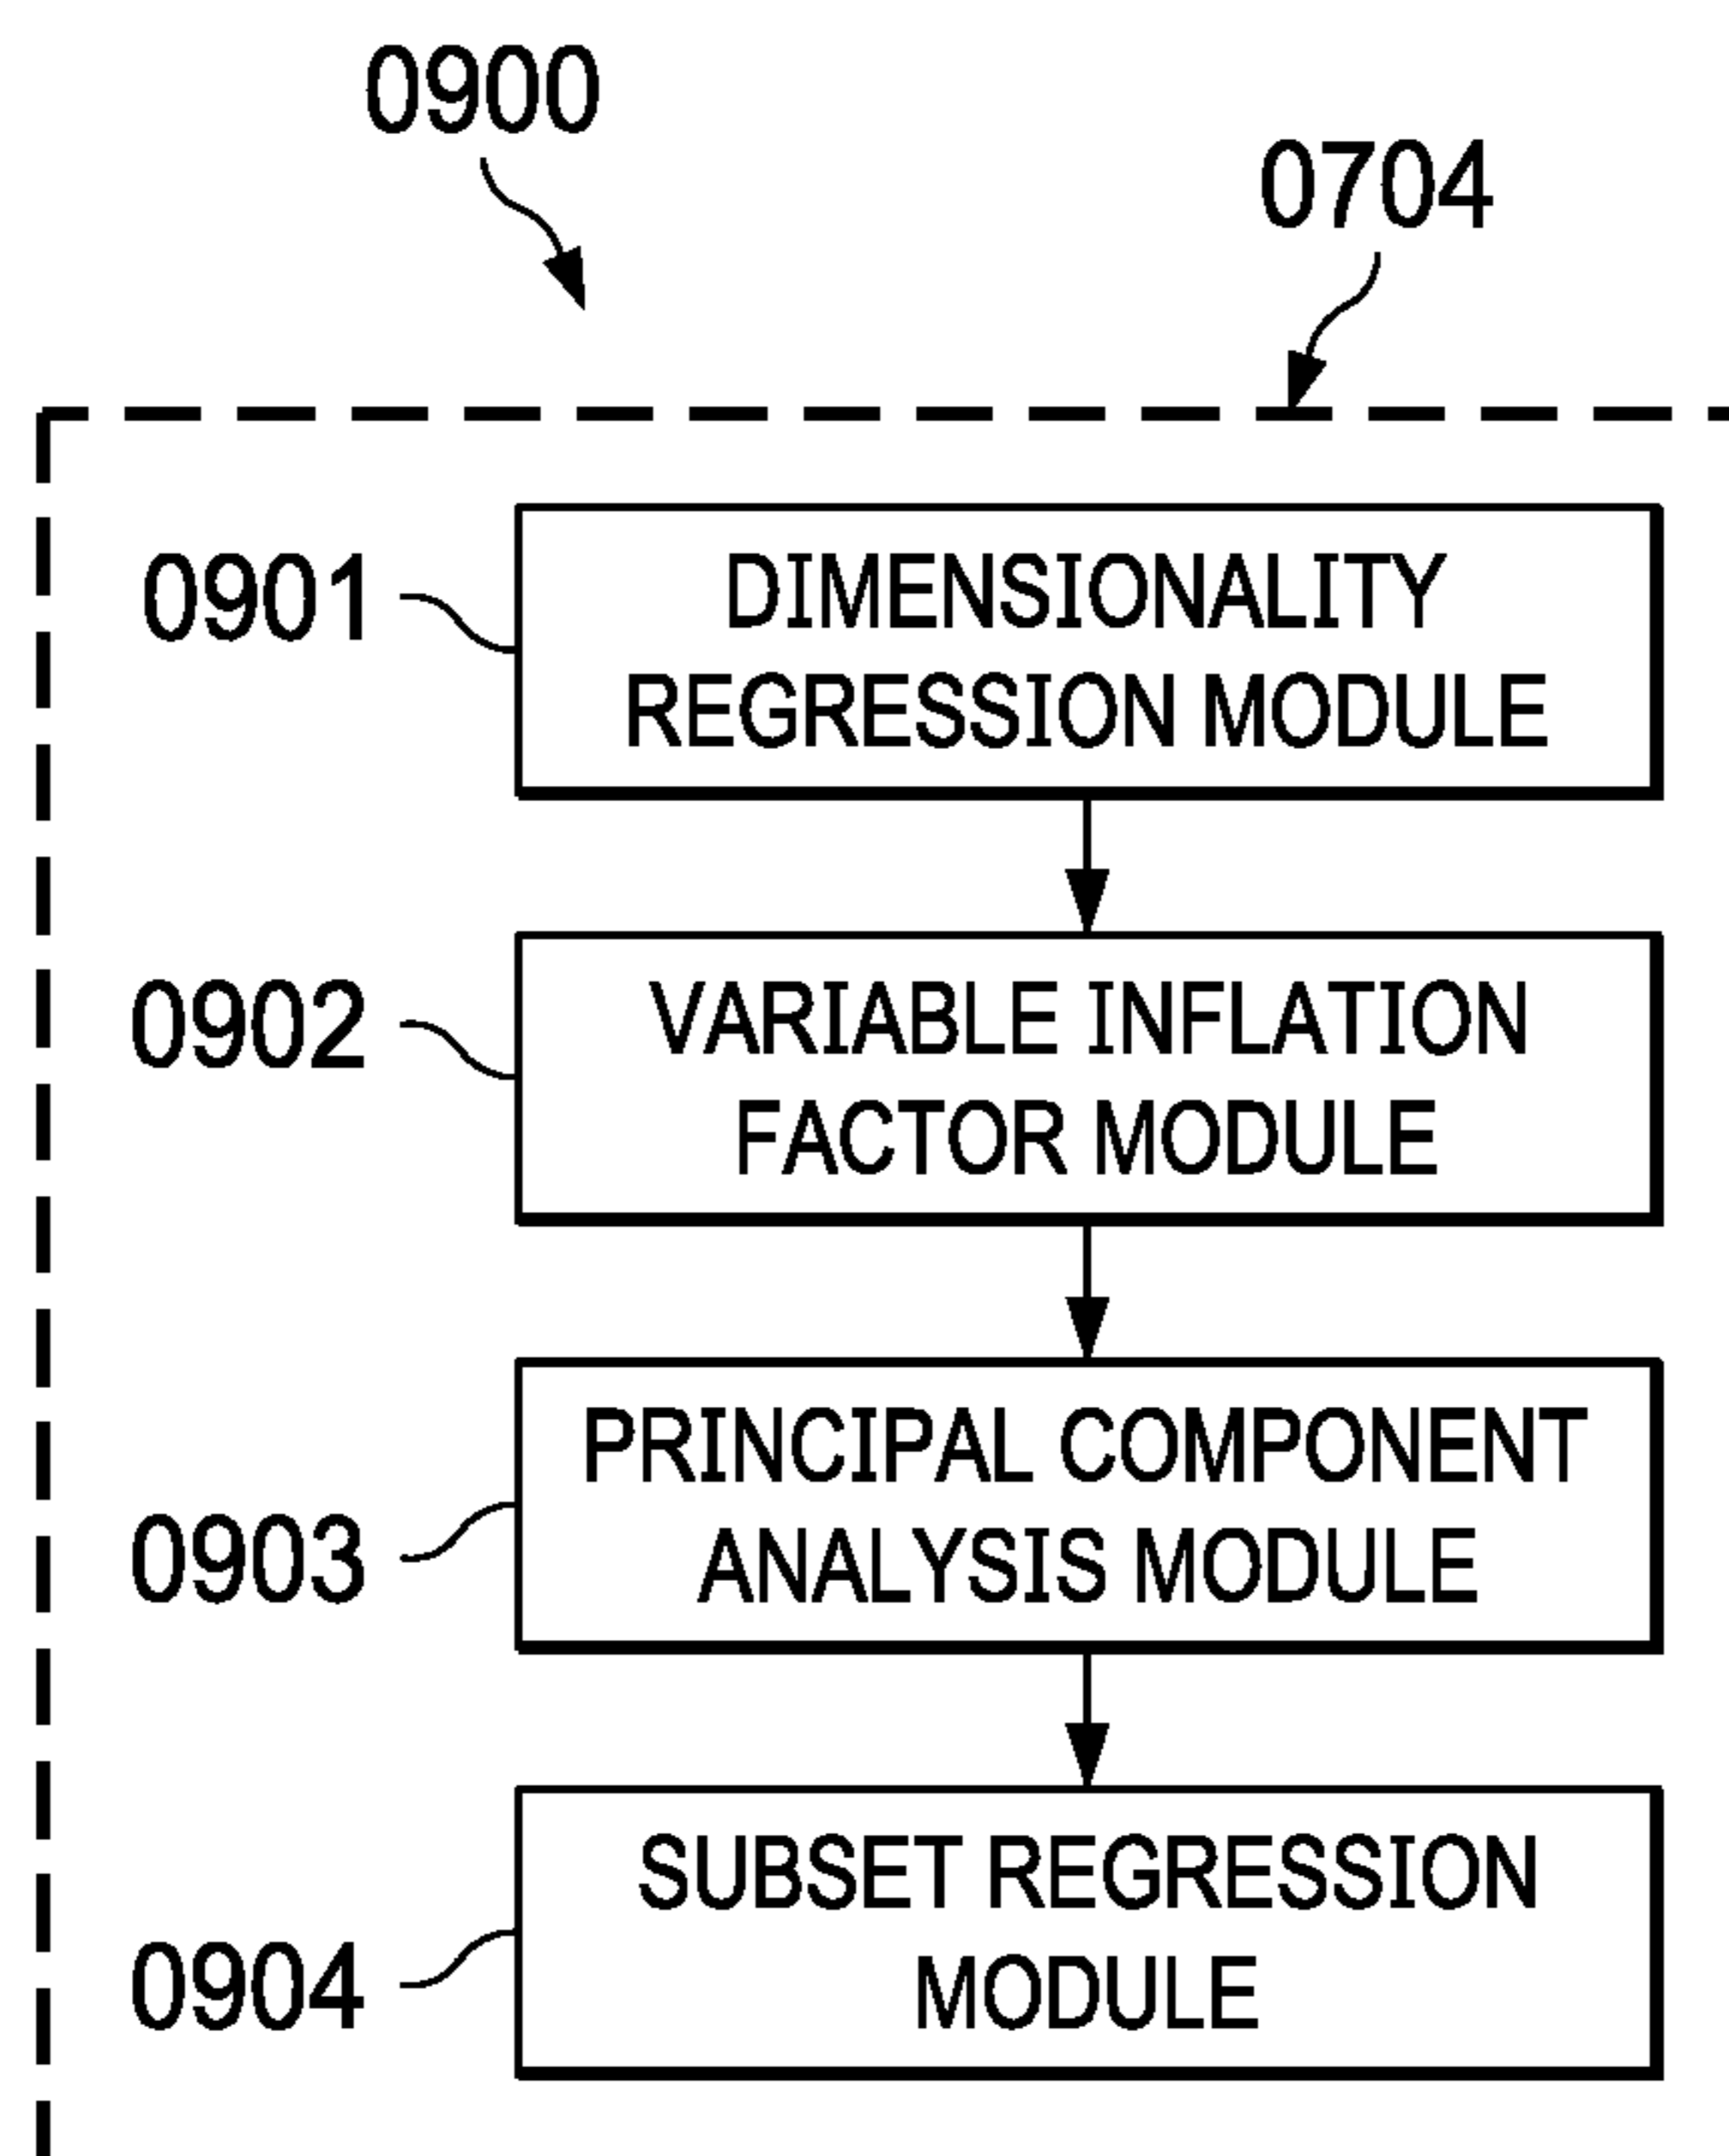 0900
0704
0901
DIMENSIONALITY
REGRESSION MODULE
0902
VARIABLE INFLATION
FACTOR MODULE
0903
PRINCIPAL COMPONENT
ANALYSIS MODULE
0904
SUBSET REGRESSION
MODULE